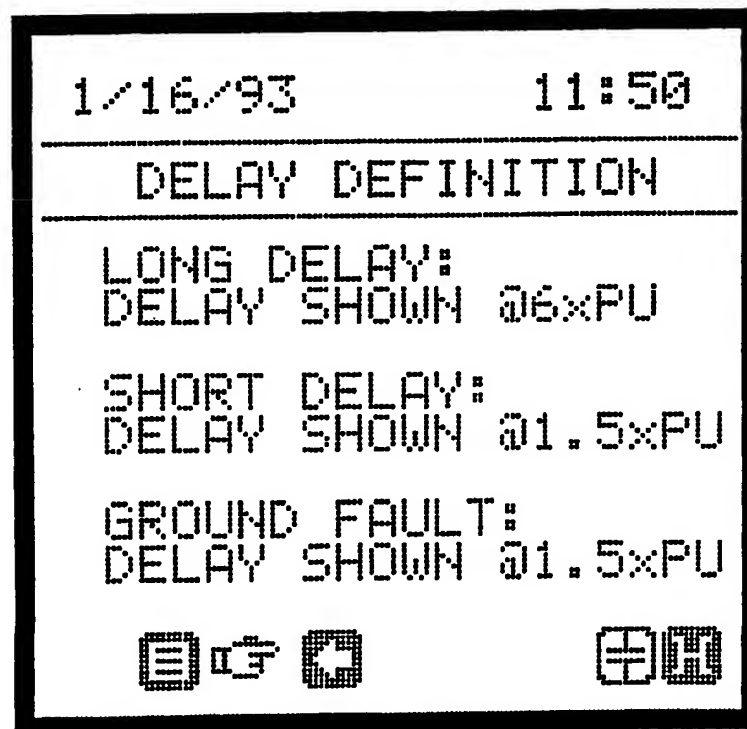 1/16/93 11:50
DELAY DEFINITION
LONG DELAY:
DELAY SHOWN @6xPU
SHORT DELAY:
DELAY SHOWN @1.5xPU
GROUND FAULT:
DELAY SHOWN @1.5xPU